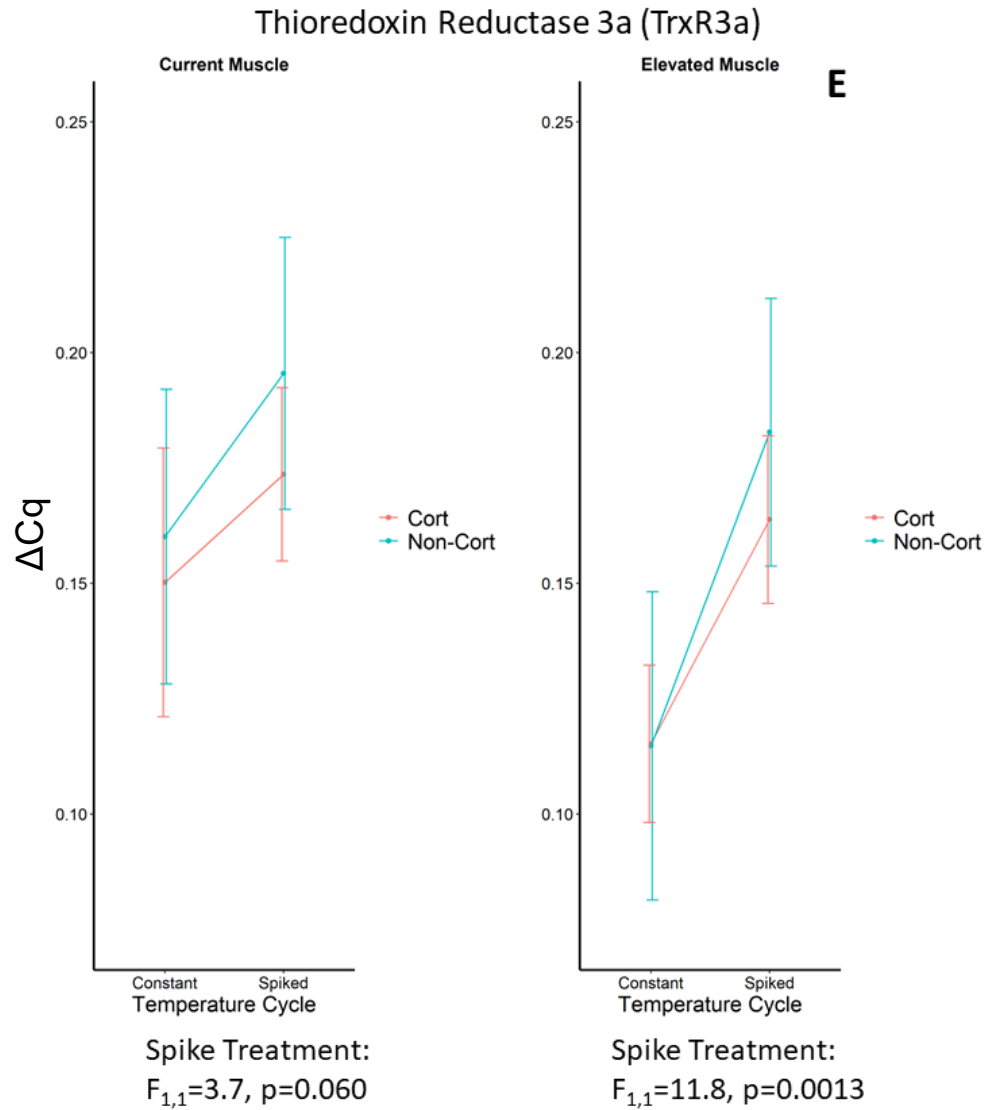 Thioredoxin Reductase 3a (TrxR3a)
Current Muscle
Elevated Muscle
E
ΔCq
0.25
0.20
0.15
0.10
Constant
Spiked
Temperature Cycle
Cort
Non-Cort
0.25
0.20
0.15
0.10
Constant
Spiked
Temperature Cycle
Cort
Non-Cort
Spike Treatment:
F1,1=3.7, p=0.060
Spike Treatment:
F1,1=11.8, p=0.0013